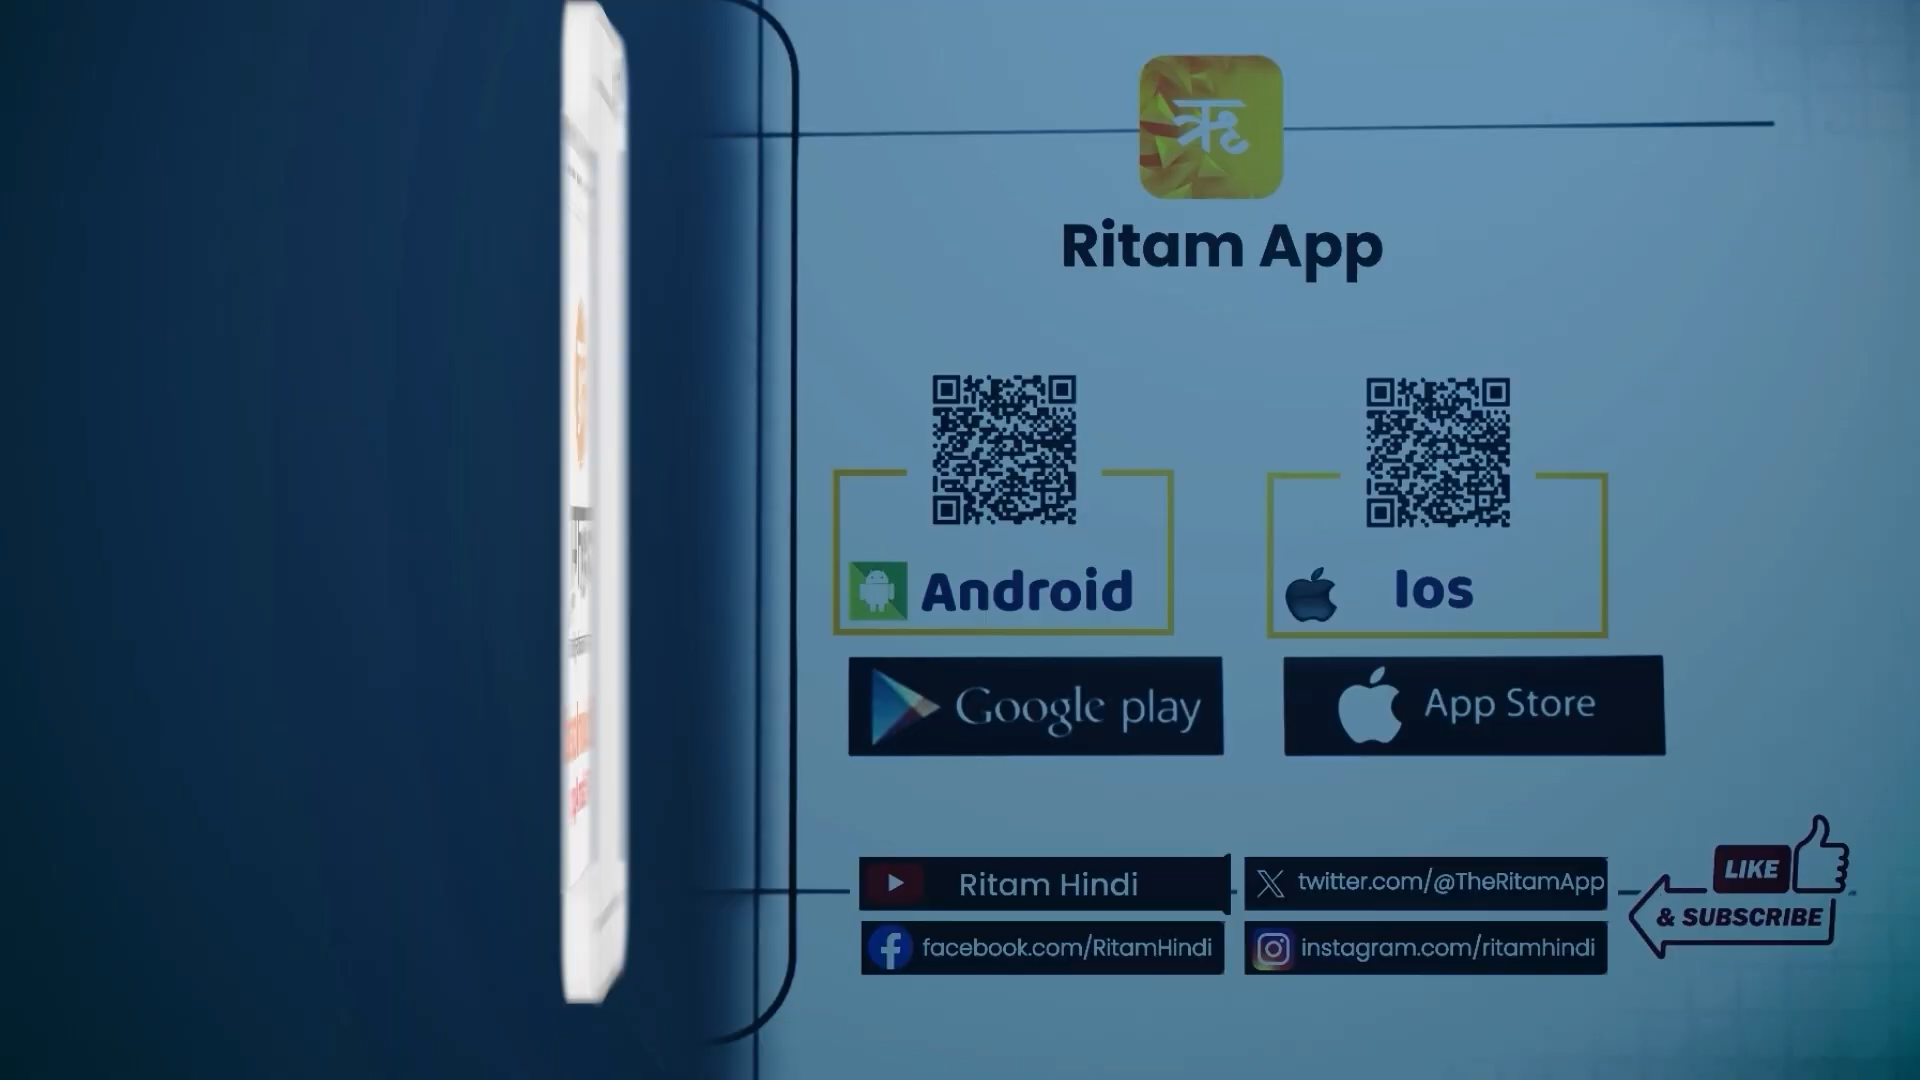 ऋ
Ritam App
Android
Ios
Google play
App Store
Ritam Hindi
twitter.com/@TheRitamApp
facebook.com/RitamHindi
instagram.com/ritamhindi
LIKE
& SUBSCRIBE